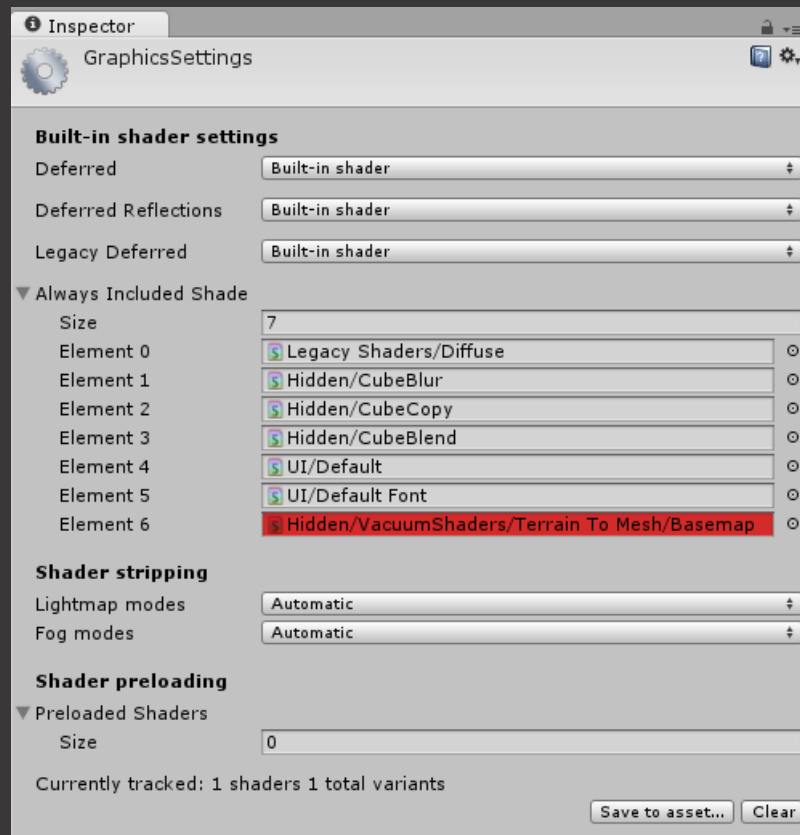 Inspector
GraphicsSettings
Built-in shader settings
Deferred Built-in shader
Deferred Reflections Built-in shader
Legacy Deferred Built-in shader
Always Included Shade
Size 7
Element 0 Legacy Shaders/Diffuse
Element 1 Hidden/CubeBlur
Element 2 Hidden/CubeCopy
Element 3 Hidden/CubeBlend
Element 4 UI/Default
Element 5 UI/Default Font
Element 6 Hidden/VacuumShaders/Terrain To Mesh/Basemap
Shader stripping
Lightmap modes Automatic
Fog modes Automatic
Shader preloading
Preloaded Shaders
Size 0
Currently tracked: 1 shaders 1 total variants
Save to asset... Clear